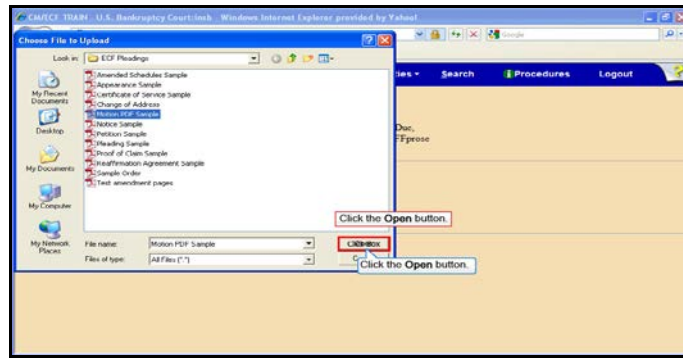 CM/ECF TRAIN - U.S. Bankruptcy Court:innb - Windows Internet Explorer provided by Yahoo!
Choose File to Upload
Google
Look in: ECF Pleadings
Search Procedures Logout
My Recent Documents
Desktop
My Documents
My Computer
My Network Places
Amended Schedules Sample
Appearance Sample
Certificate of Service Sample
Change of Address
Motion PDF Sample
Notice Sample
Petition Sample
Pleading Sample
Proof of Claim Sample
Reaffirmation Agreement Sample
Sample Order
Test amendment pages
Doe,
FFprose
Click the Open button.
File name: Motion PDF Sample
Files of type: All Files (*.*)
Click the Open button.